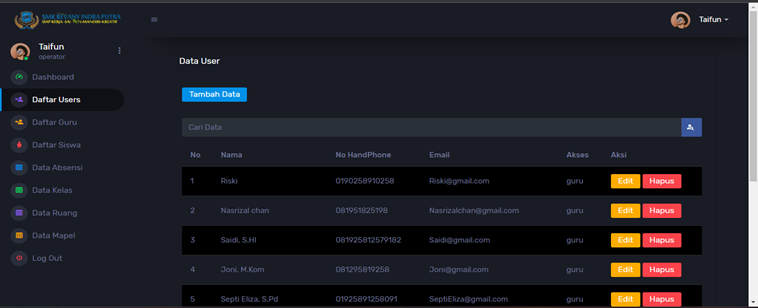 SMK BTYANY INDRA PUTRA
Taifun
Taifun
operator
Dashboard
Daftar Users
Daftar Guru
Daftar Siswa
Data Absensi
Data Kelas
Data Ruang
Data Mapel
Log Out
Data User
Tambah Data
Cari Data
No Nama No HandPhone Email Akses Aksi
1 Riski 0190258910258 Riski@gmail.com guru Edit Hapus
2 Nasrizal chan 081951825198 Nasrizalchan@gmail.com guru Edit Hapus
3 Saidi, S.HI 081925812579182 Saidi@gmail.com guru Edit Hapus
4 Joni, M.Kom 081295819258 Joni@gmail.com guru Edit Hapus
5 Septi Eliza, S.Pd 01925891258091 SeptiEliza@gmail.com guru Edit Hapus